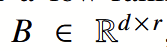 B ∈ ℝ^{d×r}